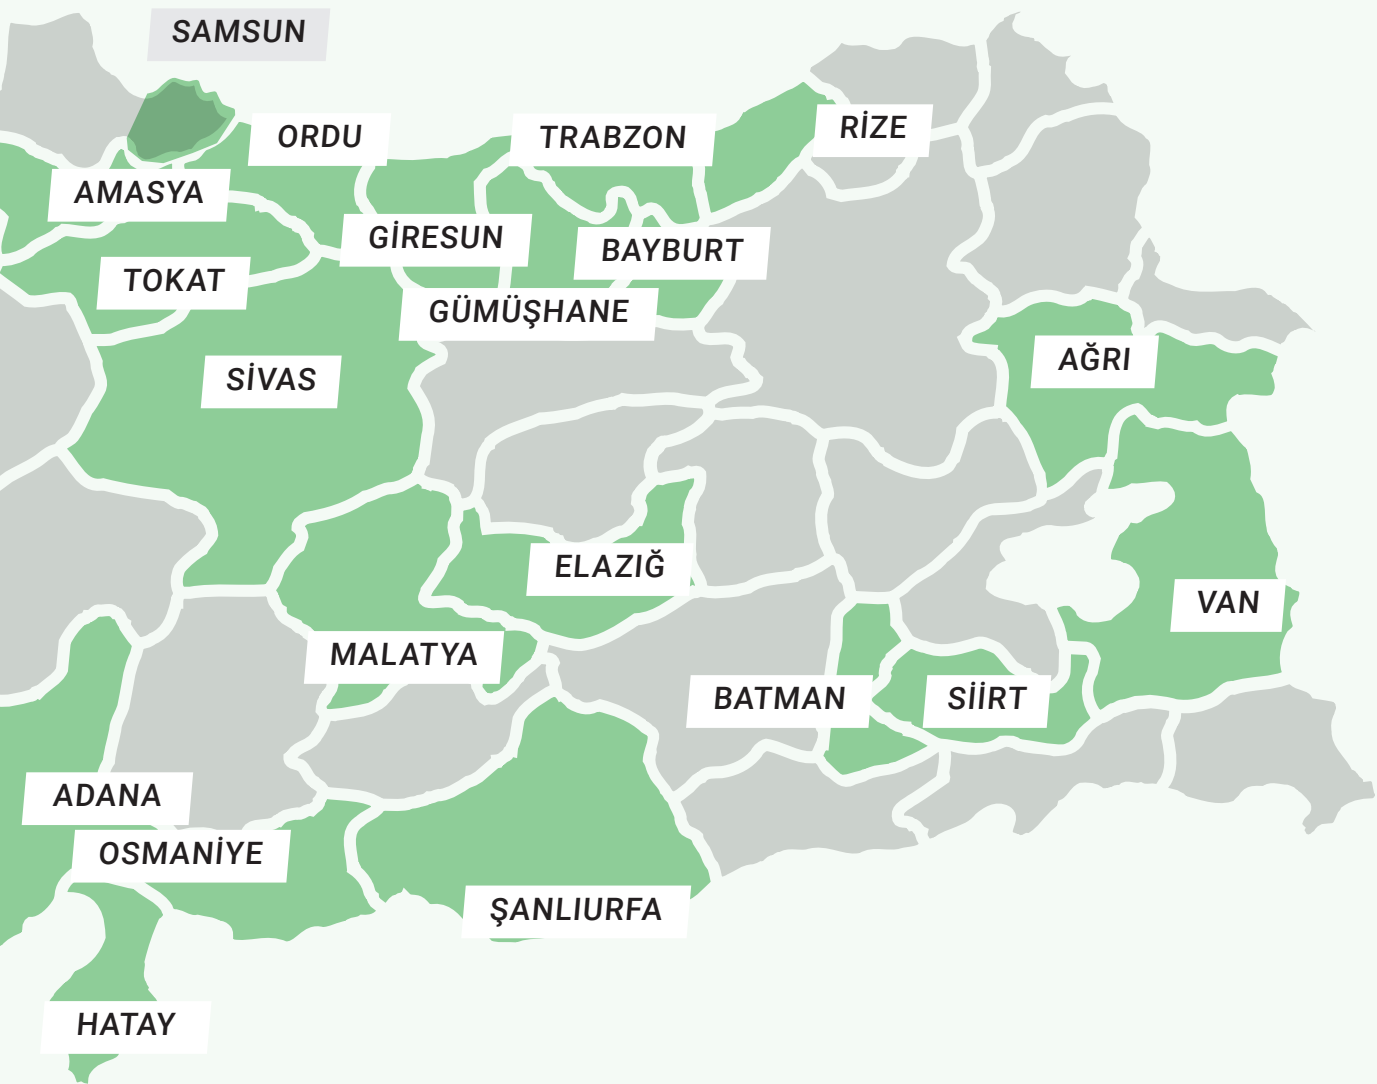 SAMSUN
ORDU
TRABZON
RİZE
AMASYA
GİRESUN
BAYBURT
TOKAT
GÜMÜŞHANE
SİVAS
AĞRI
ELAZIĞ
VAN
MALATYA
BATMAN
SİİRT
ADANA
OSMANİYE
ŞANLIURFA
HATAY